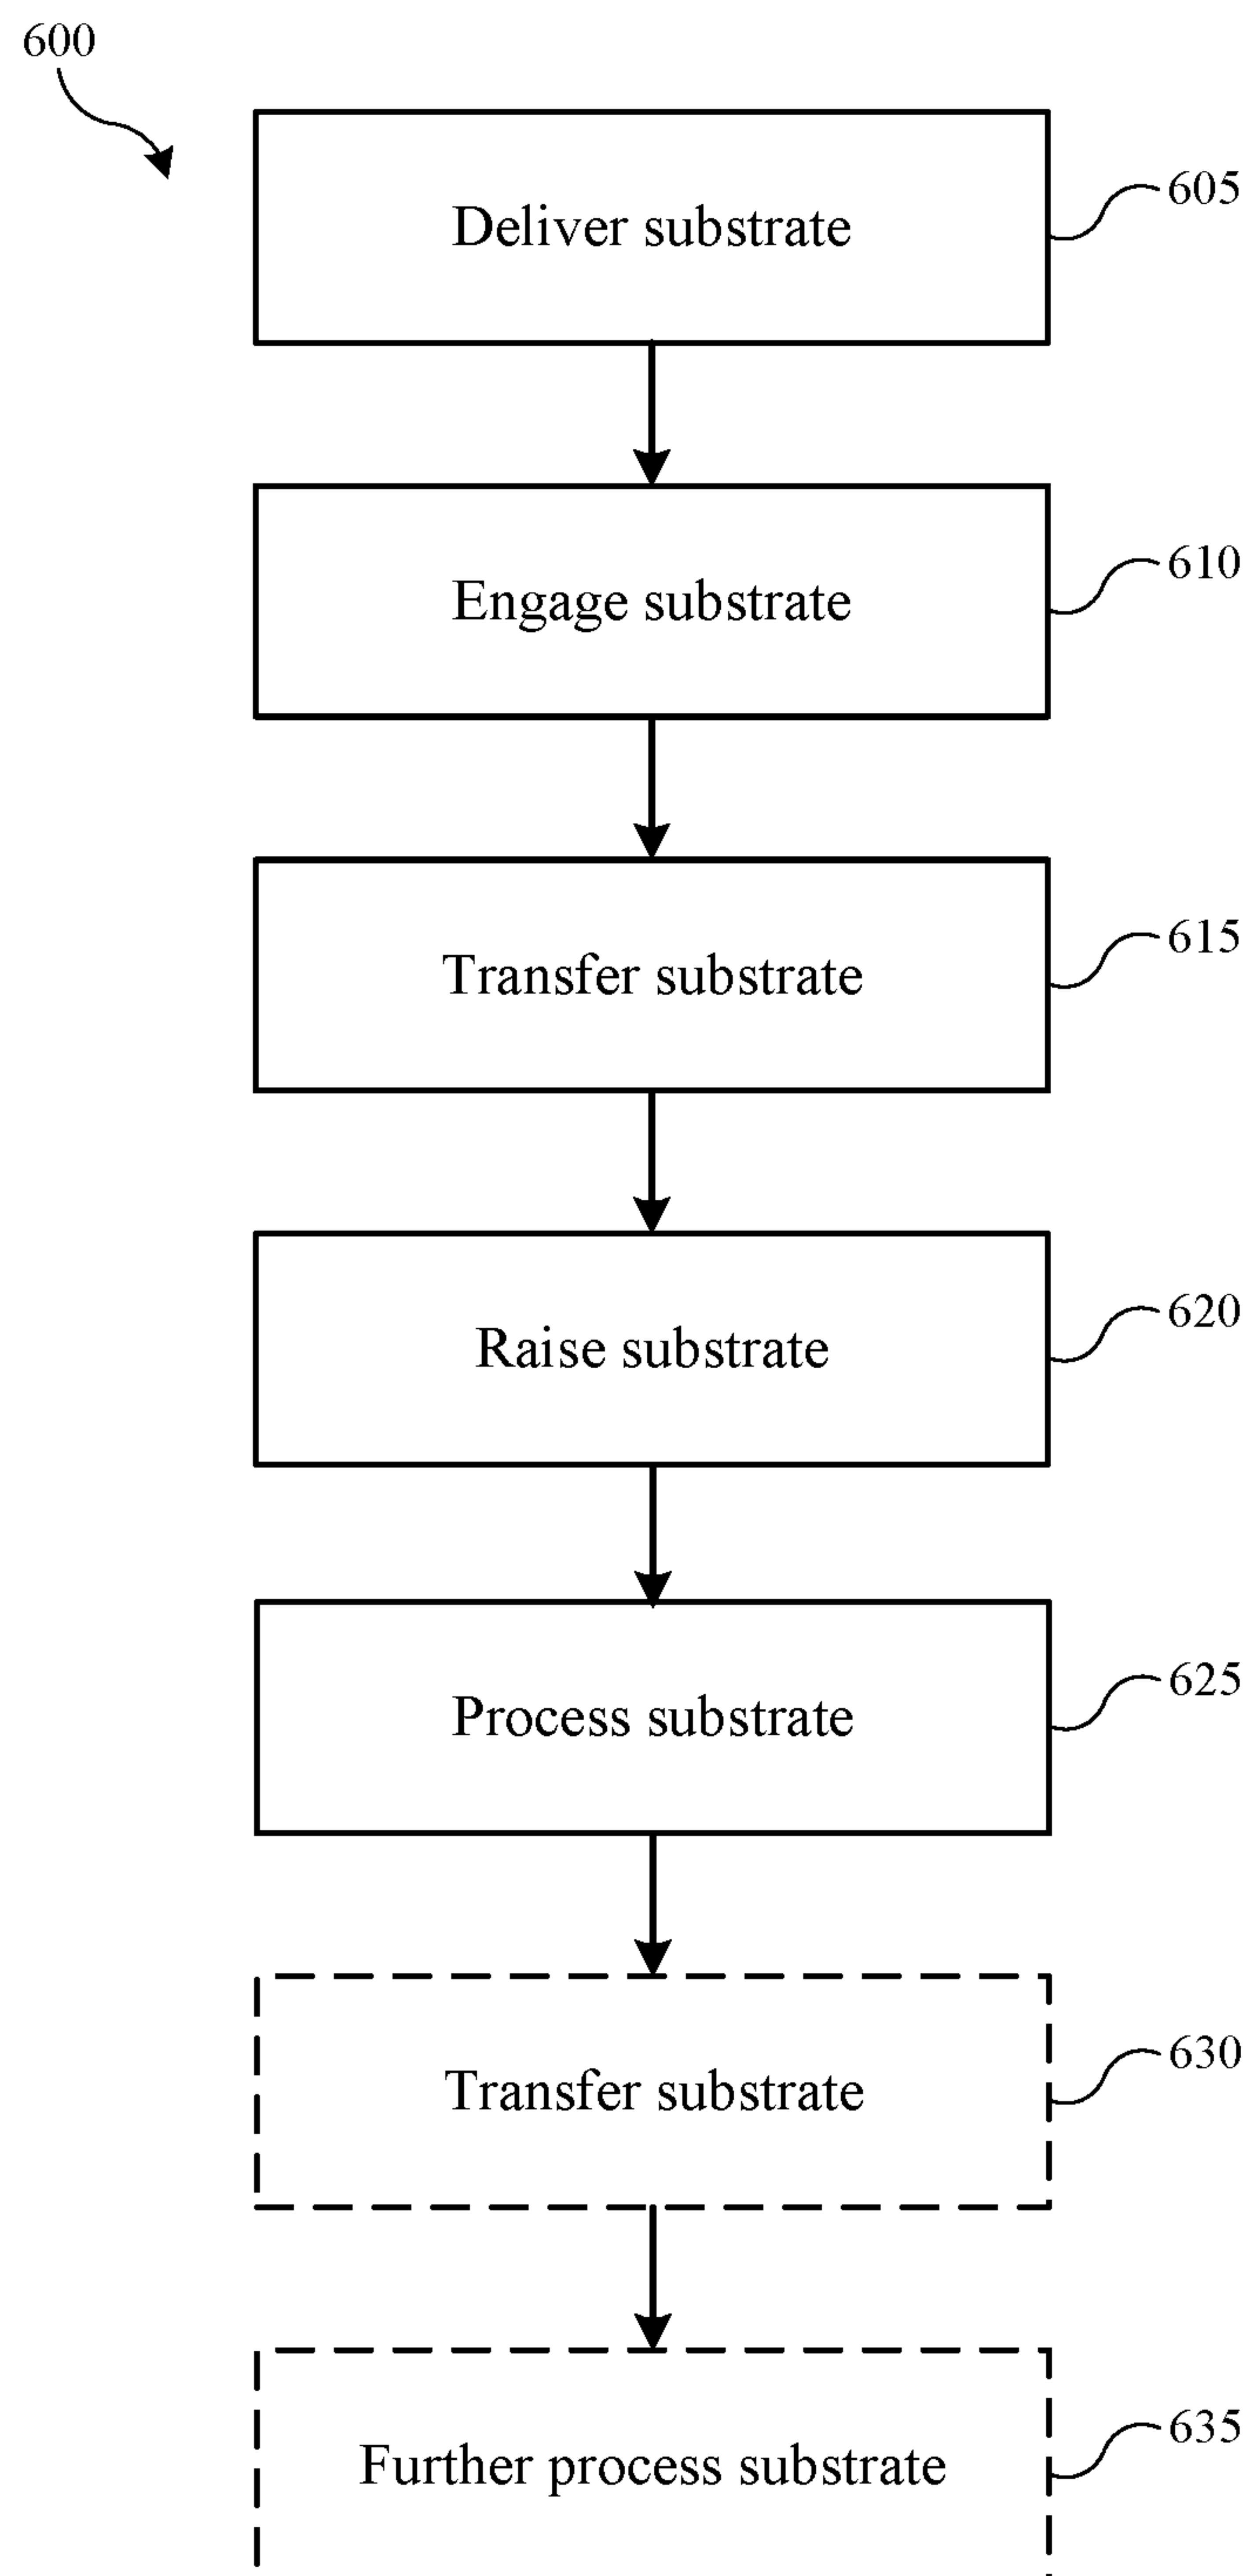 600
Deliver substrate
605
Engage substrate
610
Transfer substrate
615
Raise substrate
620
Process substrate
625
Transfer substrate
630
Further process substrate
635